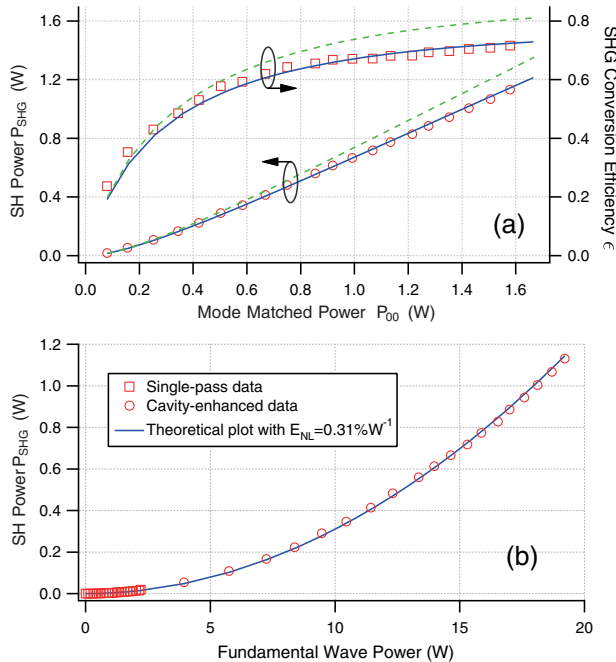 1.6
1.2
0.8
0.4
0.0
SH Power P_SHG (W)
0.8
0.6
0.4
0.2
0.0
SHG Conversion Efficiency ϵ
(a)
0.0 0.2 0.4 0.6 0.8 1.0 1.2 1.4 1.6
Mode Matched Power P_00 (W)
1.2
1.0
0.8
0.6
0.4
0.2
0.0
SH Power P_SHG (W)
Single-pass data
Cavity-enhanced data
Theoretical plot with E_NL=0.31%W^-1
(b)
0 5 10 15 20
Fundamental Wave Power (W)